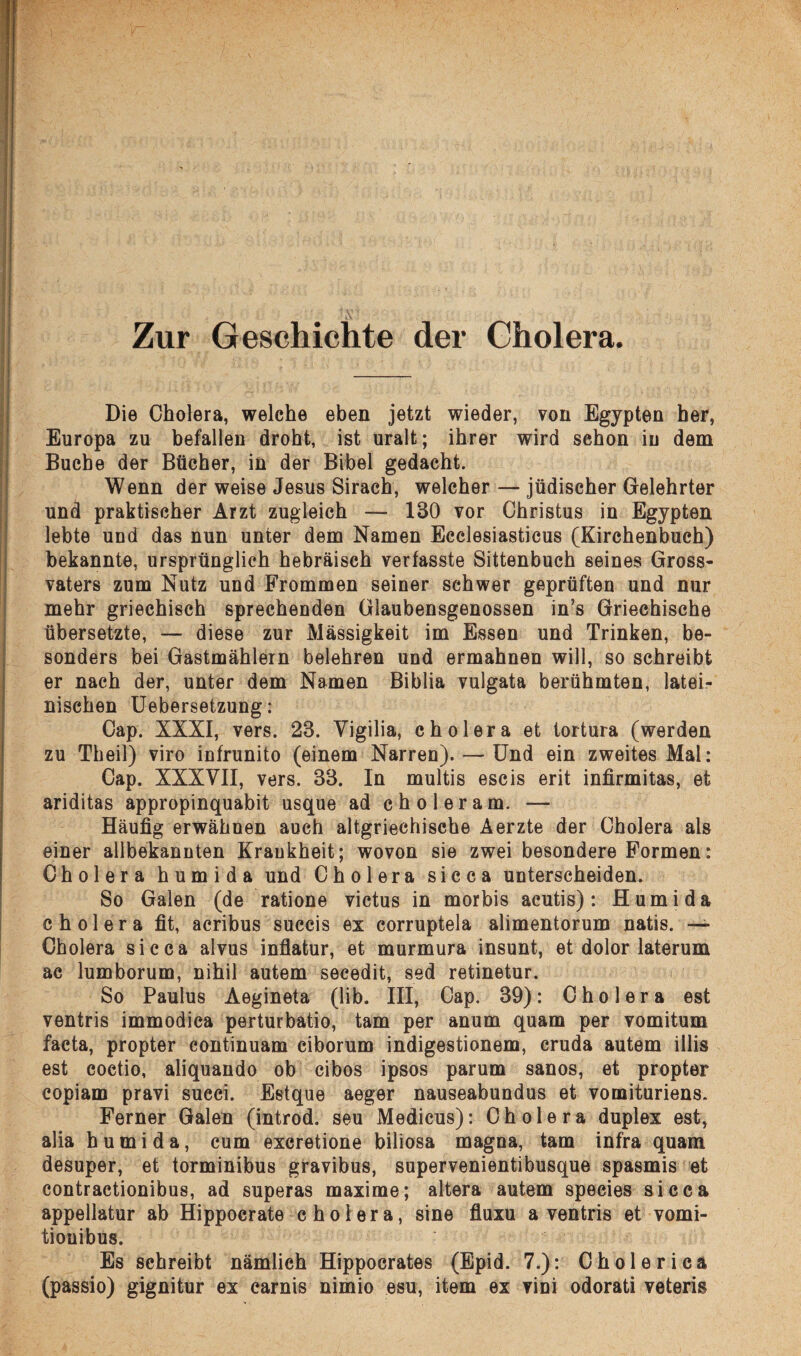 Zur Geschichte der Cholera.
Die Cholera, welche eben jetzt wieder, von Egypten her,
Europa zu befallen droht, ist uralt; ihrer wird schon in dem
Buche der Bücher, in der Bibel gedacht.
Wenn der weise Jesus Sirach, welcher — jüdischer Gelehrter
und praktischer Arzt zugleich — 130 vor Christus in Egypten
lebte und das nun unter dem Namen Ecclesiasticus (Kirchenbuch)
bekannte, ursprünglich hebräisch verfasste Sittenbuch seines Gross-
vaters zum Nutz und Frommen seiner schwer geprüften und nur
mehr griechisch sprechenden Glaubensgenossen in's Griechische
übersetzte, — diese zur Mässigkeit im Essen und Trinken, be-
sonders bei Gastmählern belehren und ermahnen will, so schreibt
er nach der, unter dem Namen Biblia vulgata berühmten, latei-
nischen Uebersetzung:
Cap. XXXI, vers. 23. Vigilia, cholera et tortura (werden
zu Theil) viro infrunito (einem Narren). — Und ein zweites Mal:
Cap. XXXVII, vers. 33. In multis escis erit infirmitas, et
ariditas appropinquabit usque ad choleram. —
Häufig erwähnen auch altgriechische Aerzte der Cholera als
einer allbekannten Krankheit; wovon sie zwei besondere Formen:
Cholera humida und Cholera sicca unterscheiden.
So Galen (de ratione victus in morbis acutis): Humida
cholera fit, acribus succis ex corruptela alimentorum natis. —
Cholera sicca alvus inflatur, et murmura insunt, et dolor laterum
ac lumborum, nihil autem secedit, sed retinetur.
So Paulus Aegineta (lib. III, Cap. 39): Cholera est
ventris immodica perturbatio, tam per anum quam per vomitum
facta, propter continuam ciborum indigestionem, cruda autem illis
est coctio, aliquando ob cibos ipsos parum sanos, et propter
copiam pravi succi. Estque aeger nauseabundus et vomituriens.
Ferner Galen (introd. seu Medicus): Cholera duplex est,
alia humida, cum excretione biliosa magna, tam infra quam
desuper, et torminibus gravibus, supervenientibusque spasmis et
contractionibus, ad superas maxime; altera autem species sicca
appellatur ab Hippocrate cholera, sine fluxu a ventris et vomi-
tionibus.
Es schreibt nämlich Hippocrates (Epid. 7.): Cholerica
(passio) gignitur ex carnis nimio esu, item ex vini odorati veteris